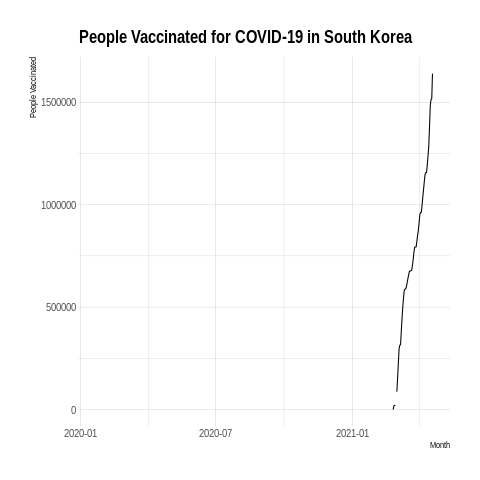 People Vaccinated for COVID-19 in South Korea
People Vaccinated
1500000
1000000
500000
0
2020-01
2020-07
2021-01
Month